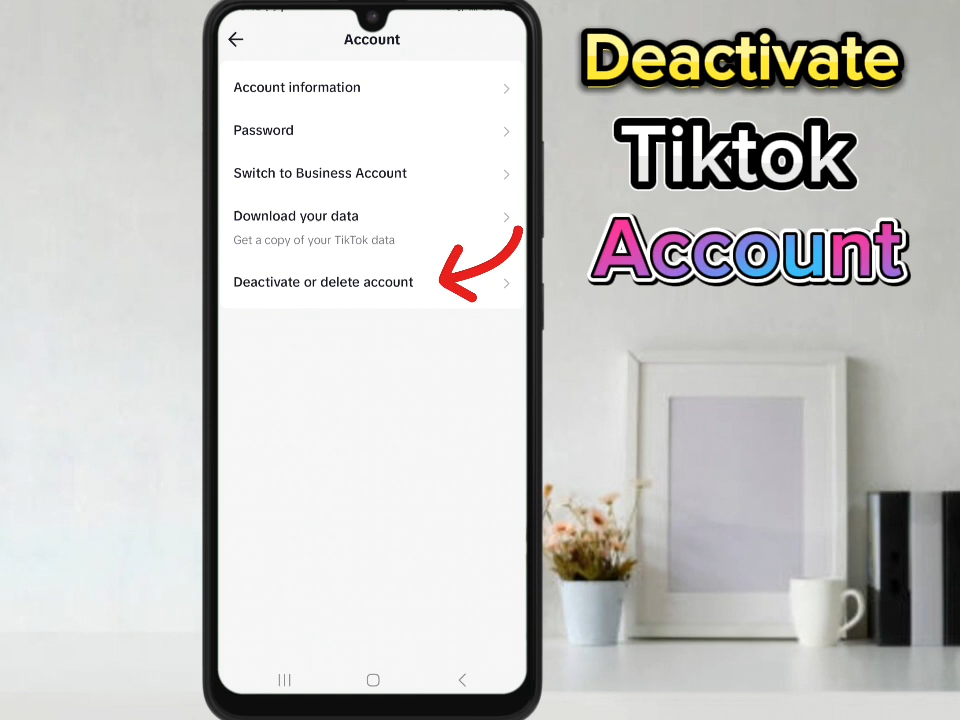 Account
Account information
Password
Switch to Business Account
Download your data
Get a copy of your TikTok data
Deactivate or delete account
Deactivate
Tiktok
Account